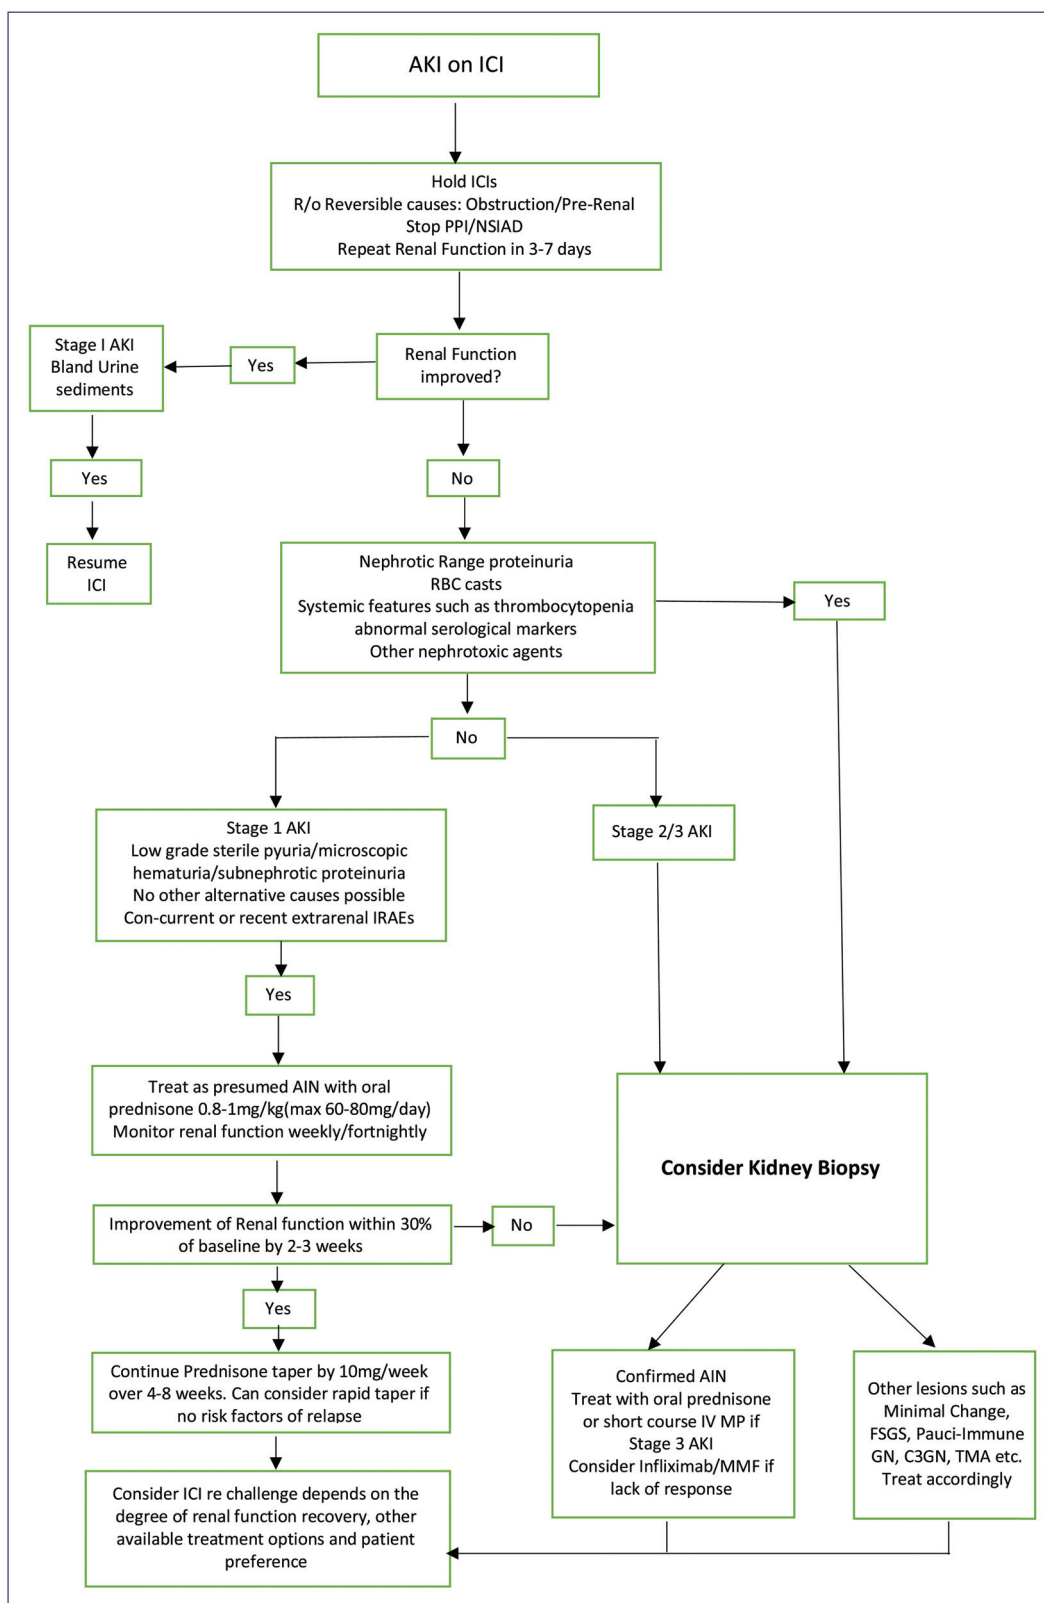 AKI on ICI
Hold ICIs
R/o Reversible causes: Obstruction/Pre-Renal
Stop PPI/NSIAD
Repeat Renal Function in 3-7 days
Renal Function
improved?
Yes
Stage I AKI
Bland Urine
sediments
Yes
Resume
ICI
No
Nephrotic Range proteinuria
RBC casts
Systemic features such as thrombocytopenia
abnormal serological markers
Other nephrotoxic agents
Yes
No
Stage 1 AKI
Low grade sterile pyuria/microscopic
hematuria/subnephrotic proteinuria
No other alternative causes possible
Con-current or recent extrarenal IRAEs
Stage 2/3 AKI
Yes
Treat as presumed AIN with oral
prednisone 0.8-1mg/kg(max 60-80mg/day)
Monitor renal function weekly/fortnightly
Consider Kidney Biopsy
Improvement of Renal function within 30%
of baseline by 2-3 weeks
No
Yes
Continue Prednisone taper by 10mg/week
over 4-8 weeks. Can consider rapid taper if
no risk factors of relapse
Confirmed AIN
Treat with oral prednisone
or short course IV MP if
Stage 3 AKI
Consider Infliximab/MMF if
lack of response
Other lesions such as
Minimal Change,
FSGS, Pauci-Immune
GN, C3GN, TMA etc.
Treat accordingly
Consider ICI re challenge depends on the
degree of renal function recovery, other
available treatment options and patient
preference